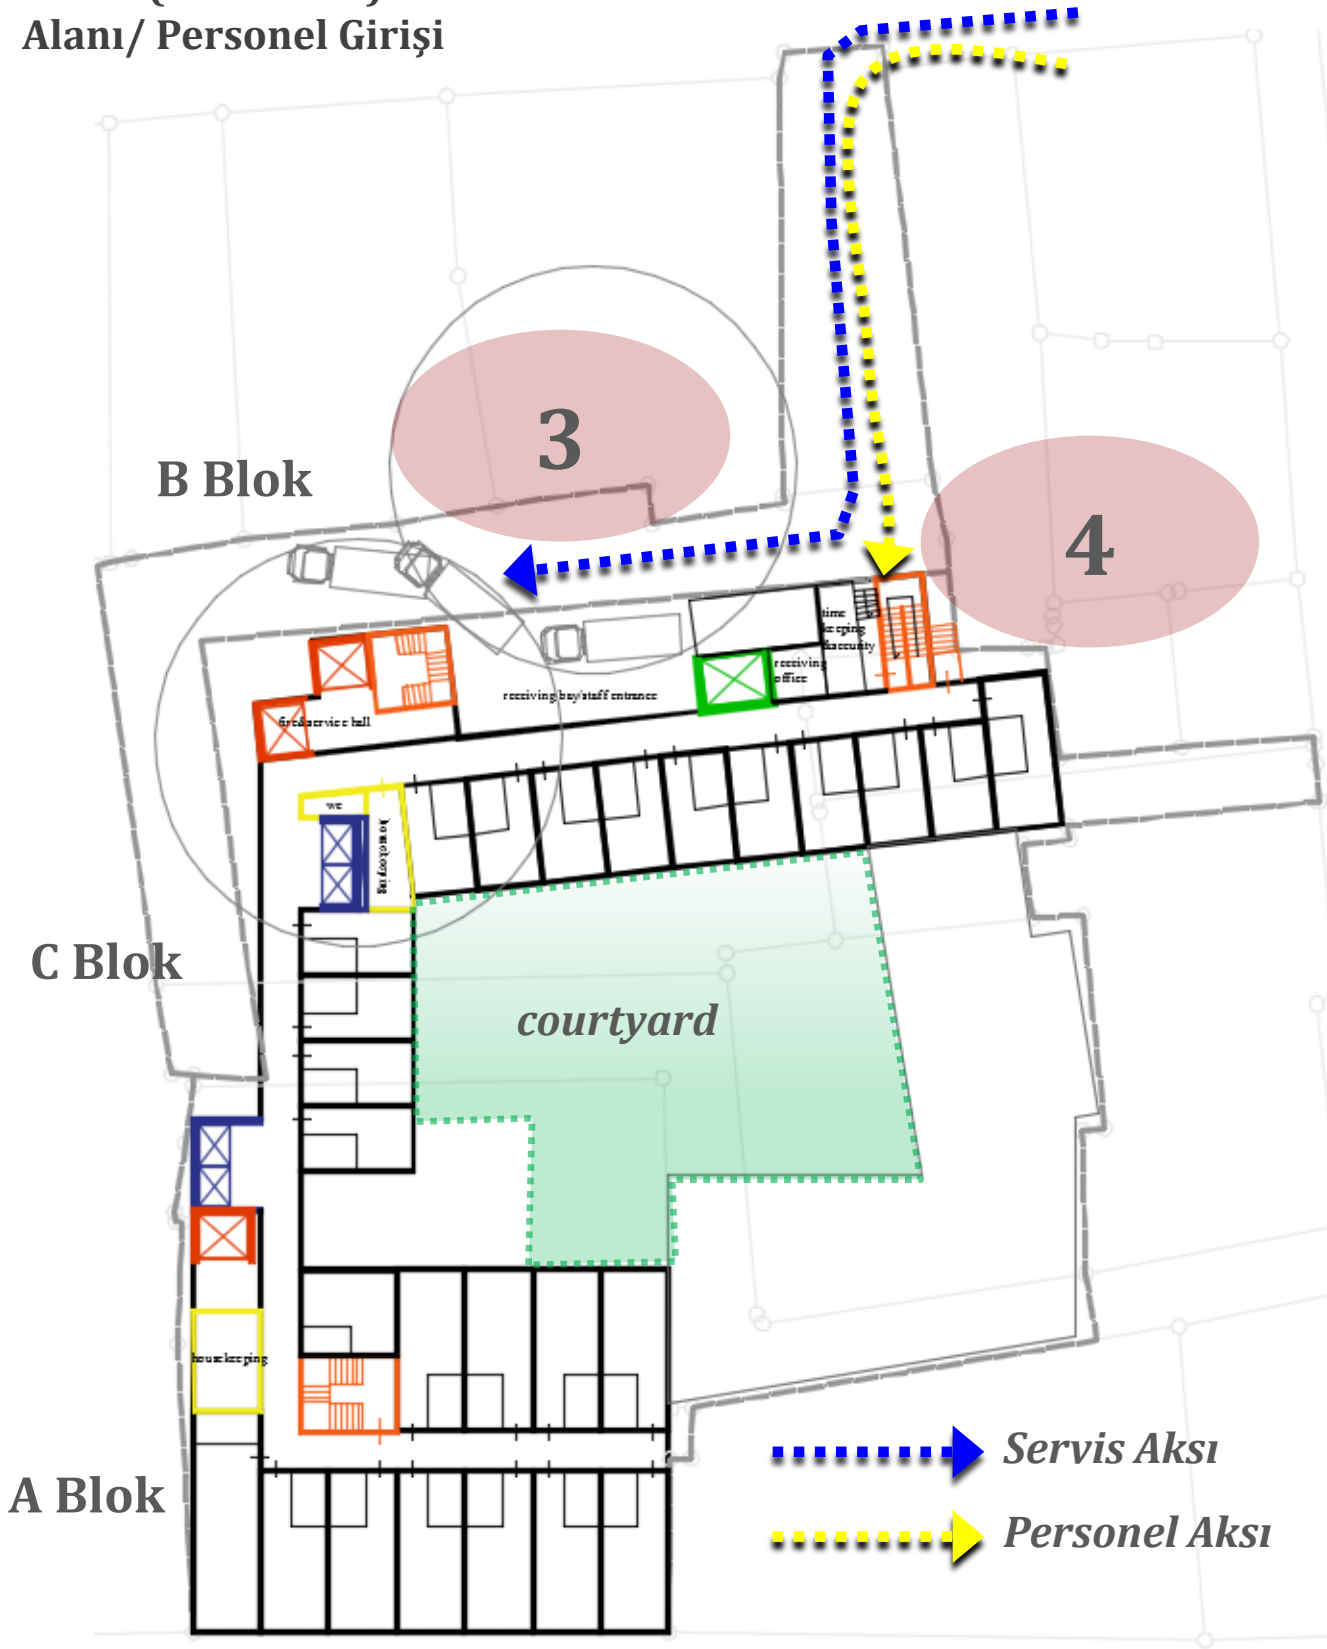 Alanı/ Personel Girişi
3
B Blok
4
time
keeping
&security
receiving
office
receiving bay/staff entrance
fire&service hall
wc
housekeeping
C Blok
courtyard
housekeeping
Servis Aksı
A Blok
Personel Aksı